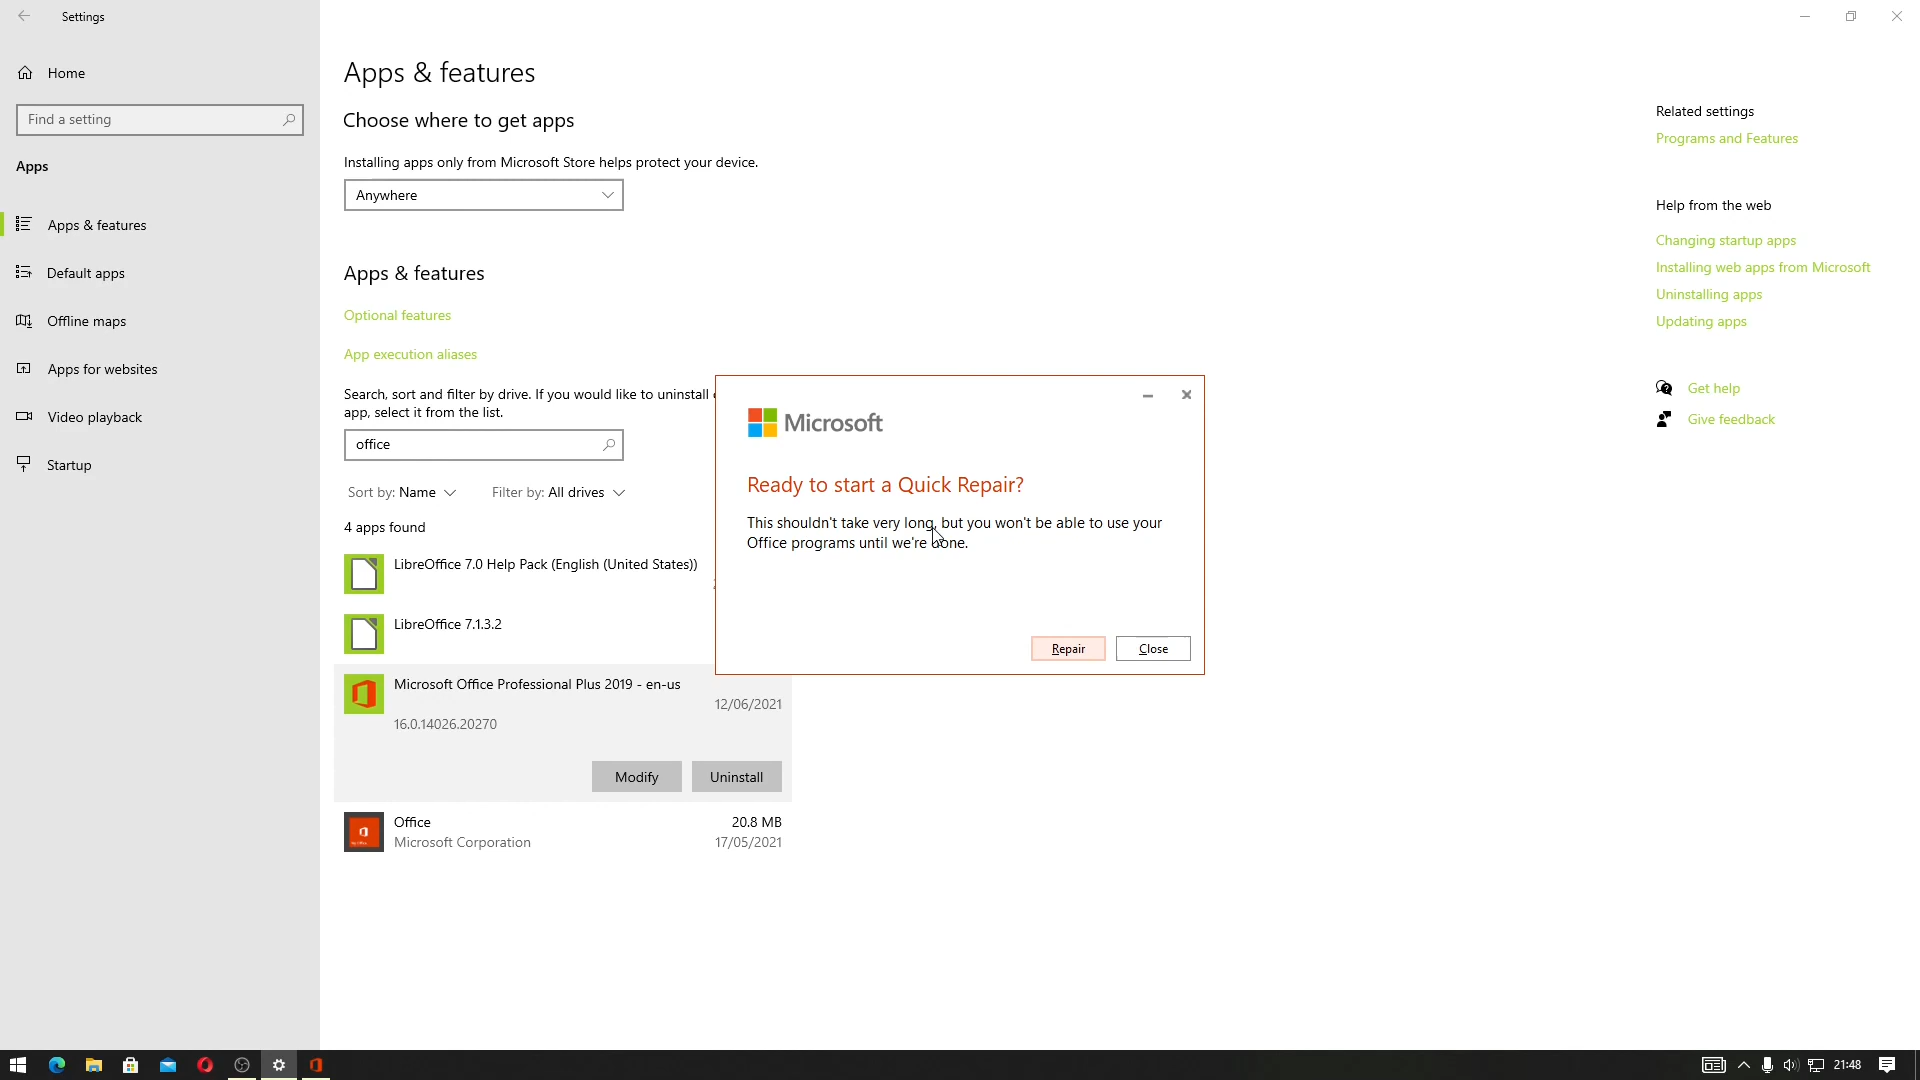 Settings
Home
Find a setting
Apps
Apps & features
Default apps
Offline maps
Apps for websites
Video playback
Startup
Apps & features
Choose where to get apps
Installing apps only from Microsoft Store helps protect your device.
Anywhere
Apps & features
Optional features
App execution aliases
Search, sort and filter by drive. If you would like to uninstall
app, select it from the list.
office
Sort by: Name
Filter by: All drives
4 apps found
LibreOffice 7.0 Help Pack (English (United States))
LibreOffice 7.1.3.2
Microsoft Office Professional Plus 2019 - en-us
12/06/2021
16.0.14026.20270
Modify
Uninstall
Office
20.8 MB
Microsoft Corporation
17/05/2021
Microsoft
Ready to start a Quick Repair?
This shouldn't take very long, but you won't be able to use your
Office programs until we're done.
Repair
Close
Related settings
Programs and Features
Help from the web
Changing startup apps
Installing web apps from Microsoft
Uninstalling apps
Updating apps
Get help
Give feedback
21:48